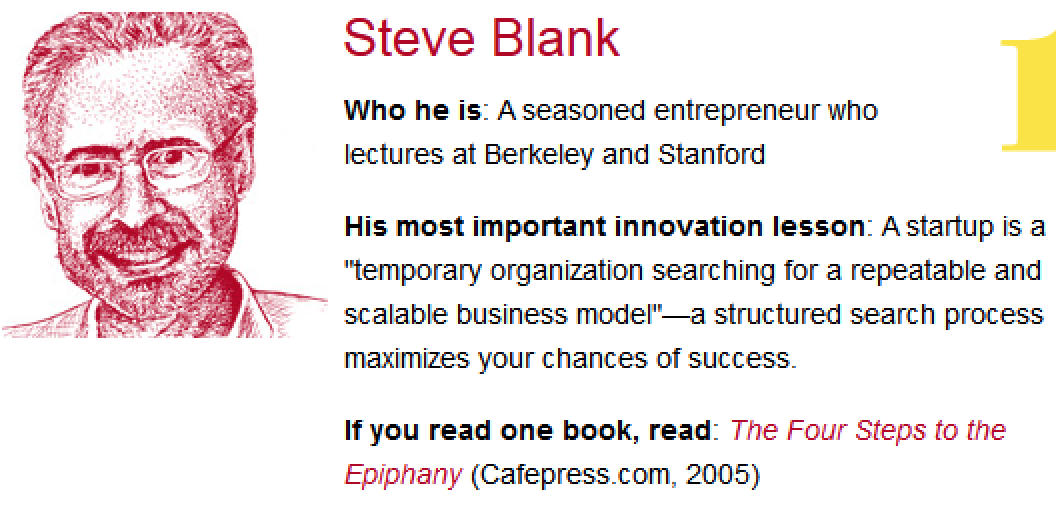 Steve Blank
1
Who he is: A seasoned entrepreneur who
lectures at Berkeley and Stanford
His most important innovation lesson: A startup is a
"temporary organization searching for a repeatable and
scalable business model"—a structured search process
maximizes your chances of success.
If you read one book, read: The Four Steps to the
Epiphany (Cafepress.com, 2005)